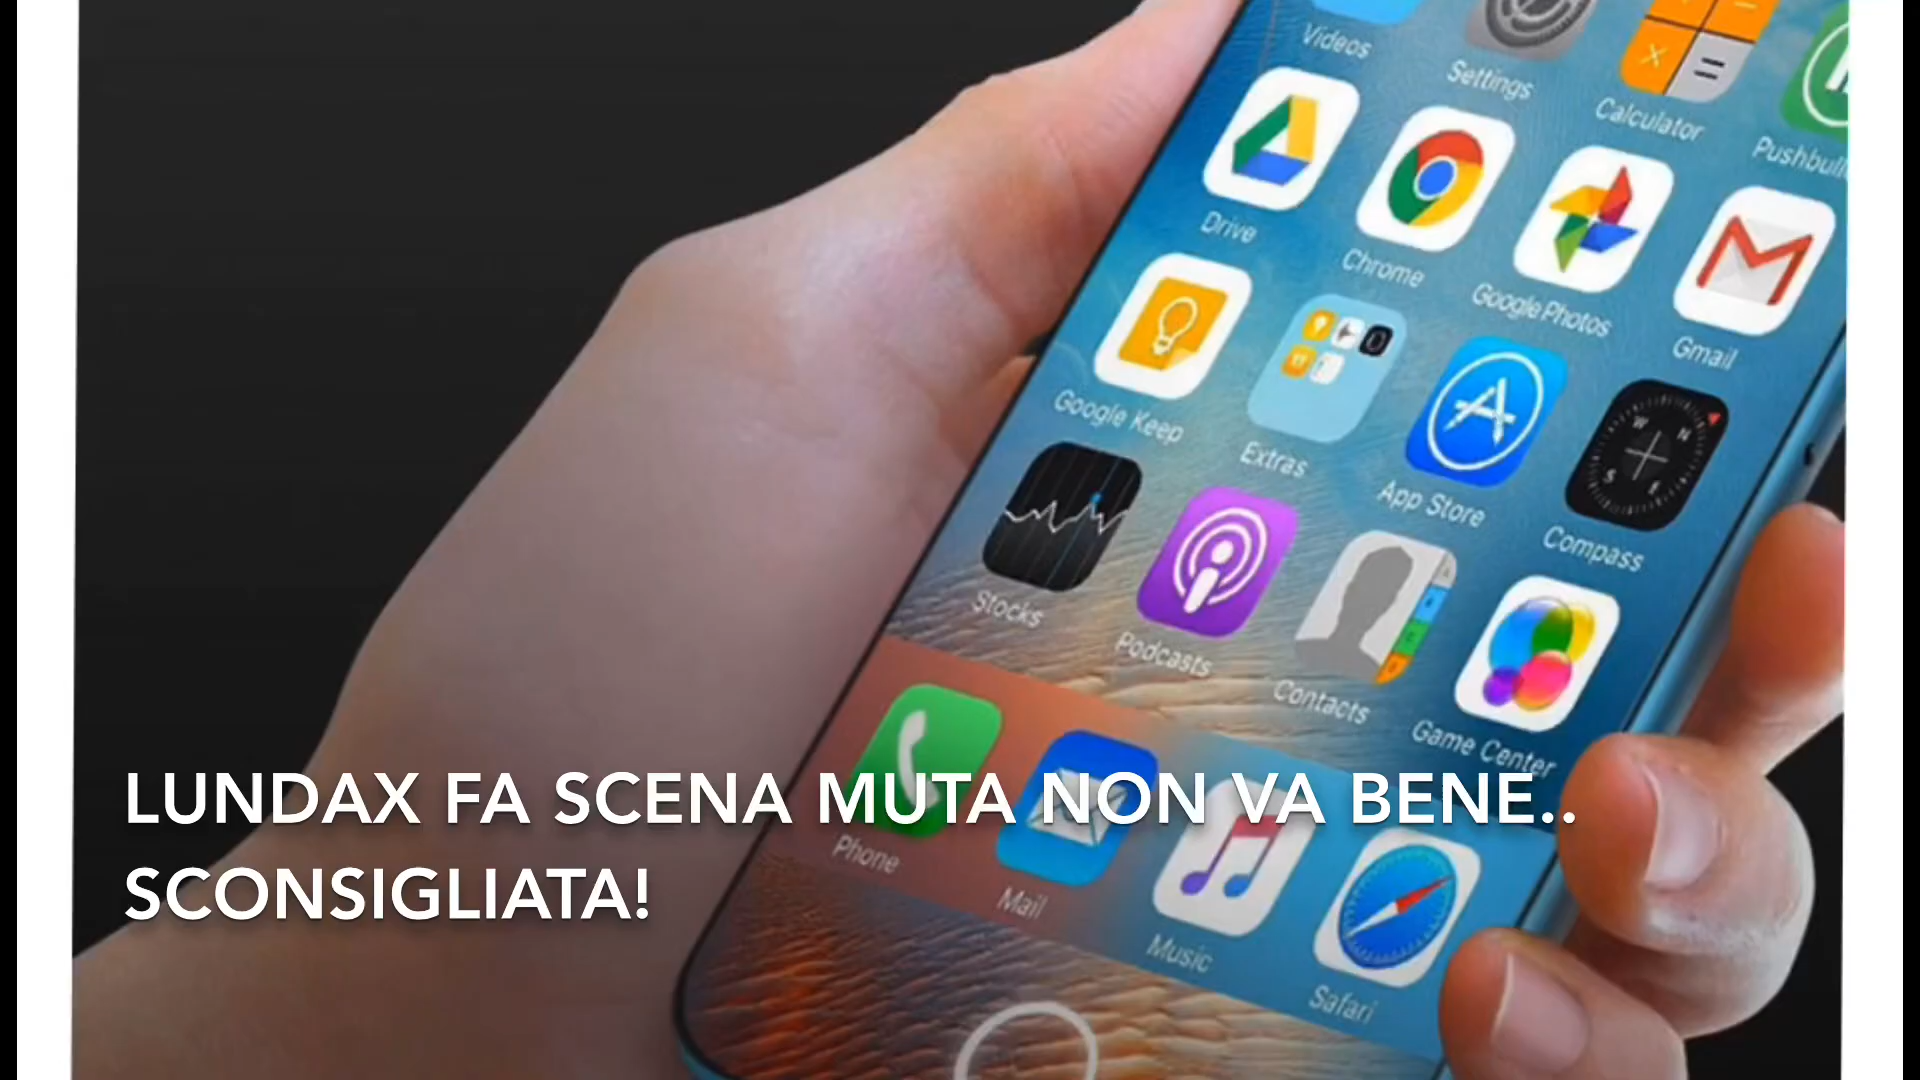 Videos
Settings
Calculator
Pushbull
Drive
Chrome
Google Photos
Gmail
Google Keep
Extras
App Store
Compass
Stocks
Podcasts
Contacts
Game Center
LUNDAX FA SCENA MUTA NON VA BENE..
SCONSIGLIATA!
Phone
Mail
Music
Safari